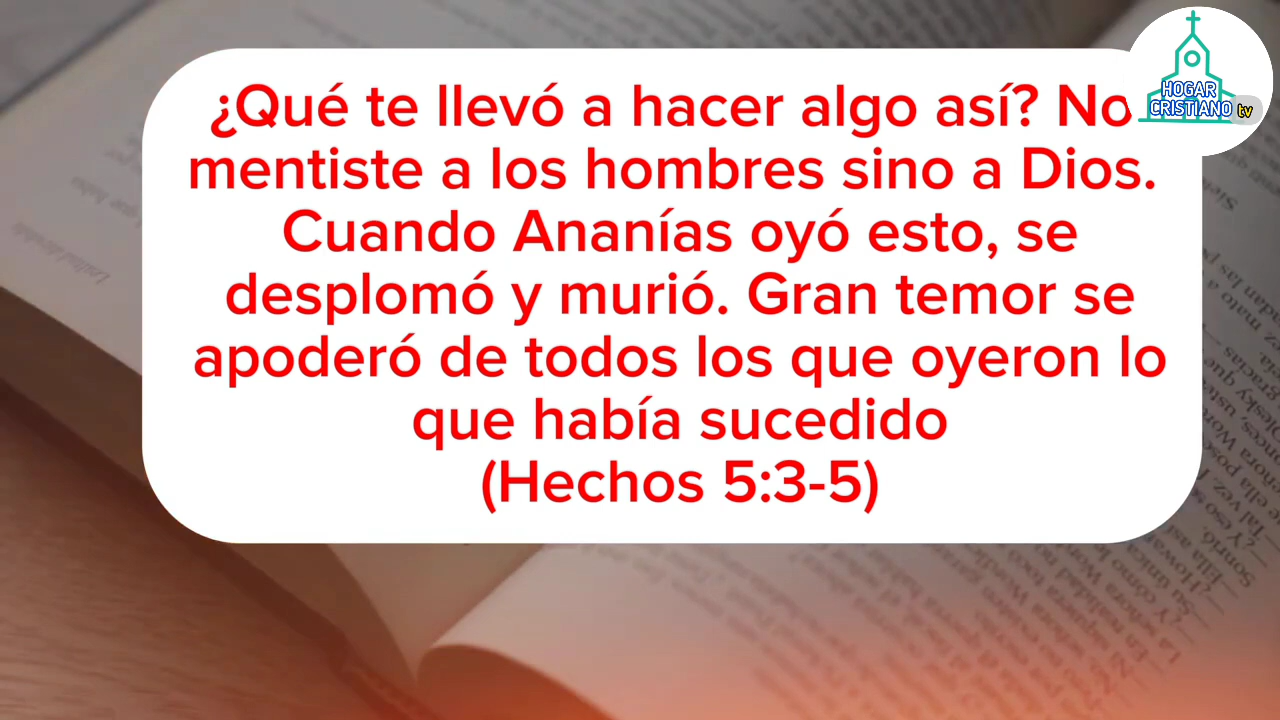 ¿Qué te llevó a hacer algo así? No
mentiste a los hombres sino a Dios.
Cuando Ananías oyó esto, se
desplomó y murió. Gran temor se
apoderó de todos los que oyeron lo
que había sucedido
(Hechos 5:3-5)
HOGAR
CRISTIANO tv